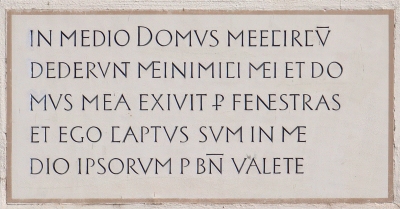 IN MEDIO DOMVS MEE CIRCV̅
DEDERVNT ME INIMICI MEI ET DO
MVS MEA EXIVIT ꝑ FENESTRAS
ET EGO CAPTVS SVM IN ME
DIO IPSORVM P BN̅ VALETE